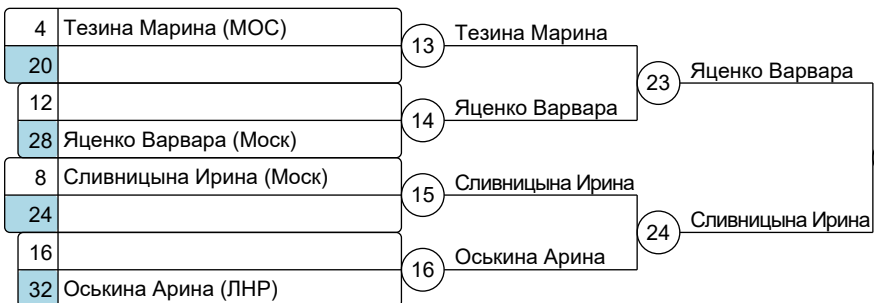 4 Тезина Марина (МОС)
20
12
28 Яценко Варвара (Моск)
8 Сливницына Ирина (Моск)
24
16
32 Оськина Арина (ЛНР)
13 Тезина Марина
14 Яценко Варвара
15 Сливницына Ирина
16 Оськина Арина
23 Яценко Варвара
24 Сливницына Ирина